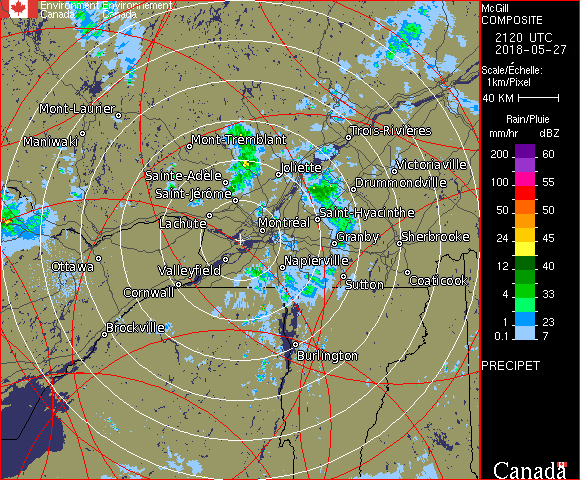 Environment Environnement
Canada Canada
McGill
COMPOSITE
2120 UTC
2018-05-27
Scale/Échelle:
1km/Pixel
40 KM
Rain/Pluie
mm/hr dBZ
200 60
100 55
50 50
24 45
12 40
4 33
1 23
0.1 7
PRECIPET
Canada
Mont-Laurier
Maniwaki
Mont-Tremblant
Trois-Rivières
Sainte-Adèle
Joliette
Victoriaville
Saint-Jérôme
Drummondville
Lachute
Montréal
Saint-Hyacinthe
Granby
Sherbrooke
Ottawa
Valleyfield
Napierville
Cornwall
Sutton
Coaticook
Brockville
Burlington